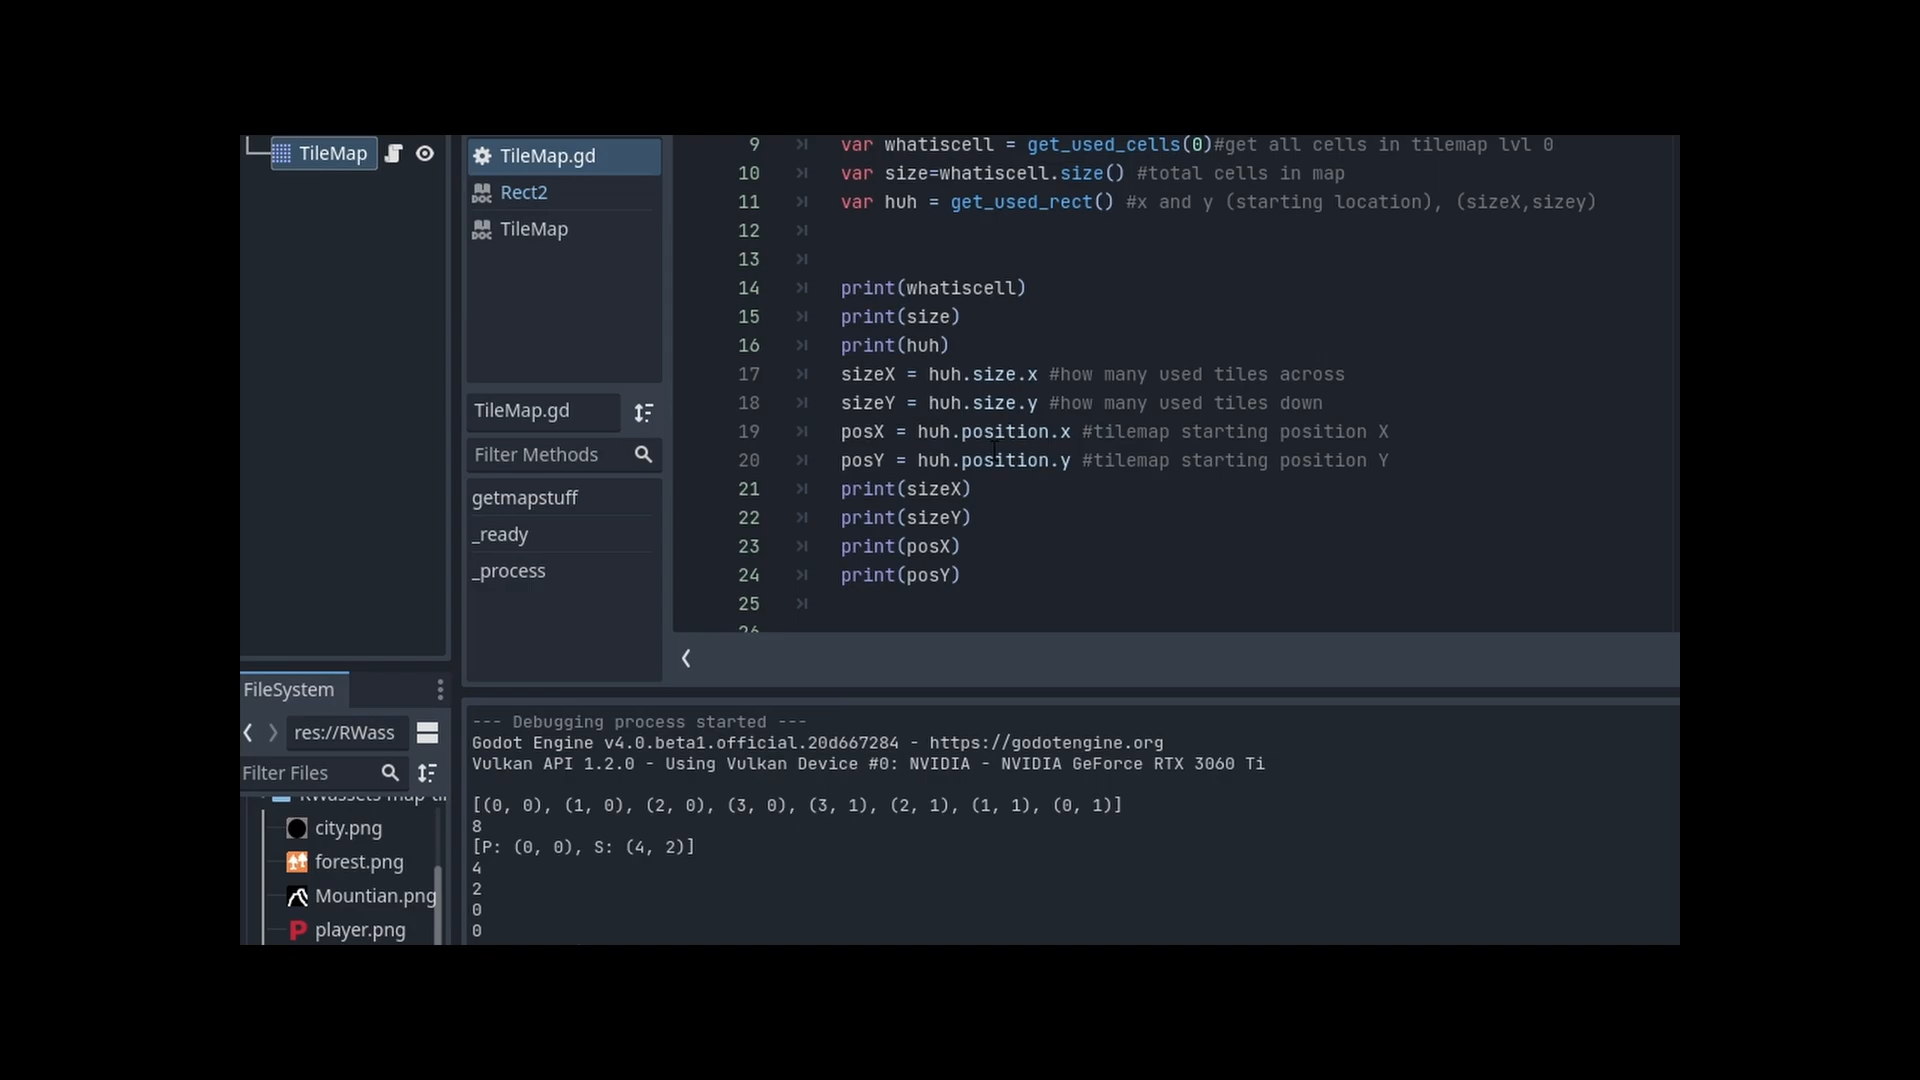 TileMap
TileMap.gd
Rect2
TileMap
TileMap.gd
Filter Methods
getmapstuff
_ready
_process
9 var whatiscell = get_used_cells(0)#get all cells in tilemap lvl 0
10 var size=whatiscell.size() #total cells in map
11 var huh = get_used_rect() #x and y (starting location), (sizeX,sizey)
12
13
14 print(whatiscell)
15 print(size)
16 print(huh)
17 sizeX = huh.size.x #how many used tiles across
18 sizeY = huh.size.y #how many used tiles down
19 posX = huh.position.x #tilemap starting position X
20 posY = huh.position.y #tilemap starting position Y
21 print(sizeX)
22 print(sizeY)
23 print(posX)
24 print(posY)
25
26
FileSystem
res://RWass
Filter Files
RWassets map ti
city.png
forest.png
Mountian.png
player.png
--- Debugging process started ---
Godot Engine v4.0.beta1.official.20d667284 - https://godotengine.org
Vulkan API 1.2.0 - Using Vulkan Device #0: NVIDIA - NVIDIA GeForce RTX 3060 Ti
[(0, 0), (1, 0), (2, 0), (3, 0), (3, 1), (2, 1), (1, 1), (0, 1)]
8
[P: (0, 0), S: (4, 2)]
4
2
0
0